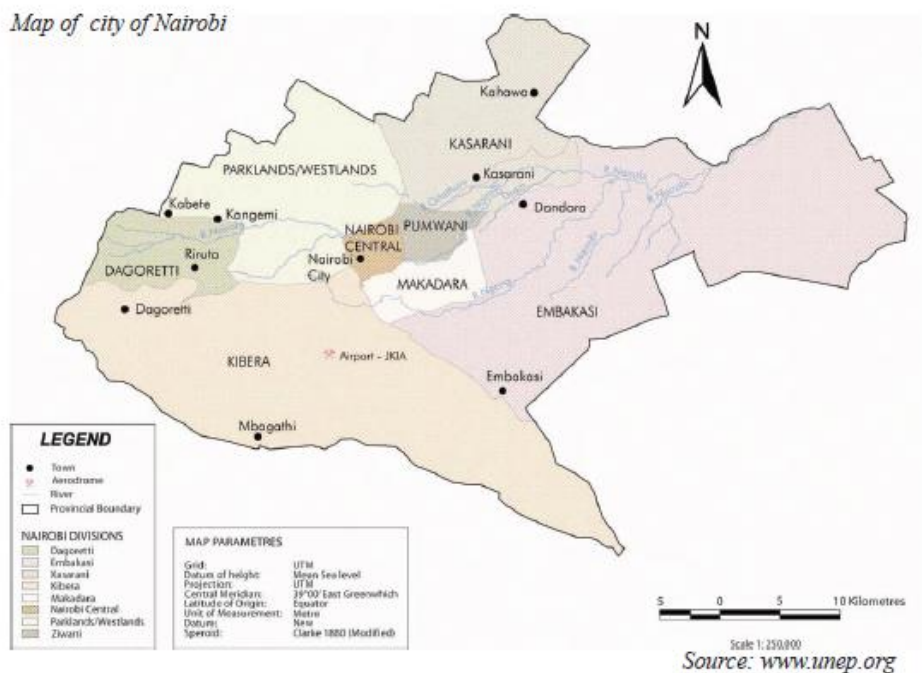 Map of city of Nairobi
N
Kahawa
KASARANI
PARKLANDS/WESTLANDS
Kasarani
Kabete
Kangemi
Dandora
NAIROBI
CENTRAL
PUMWANI
Riruta
DAGORETTI
Nairobi
City
MAKADARA
Dagoretti
EMBAKASI
KIBERA
Airport - JKIA
Embakasi
Mbagathi
LEGEND
Town
Aerodrome
River
Provincial Boundary
NAIROBI DIVISIONS
Dagoretti
Embakasi
Kasarani
Kibera
Makadara
Nairobi Central
Parklands/Westlands
Ziwani
MAP PARAMETRES
Grid: UTM
Datum of height: Mean Sea level
Projection: UTM
Central Meridian: 39°00' East Greenwhich
Latitude of Origin: Equator
Unit of Measurement: Metre
Datum: New
Speroid: Clarke 1880 (Modified)
5 0 5 10 Kilometres
Scale 1: 250,000
Source: www.unep.org